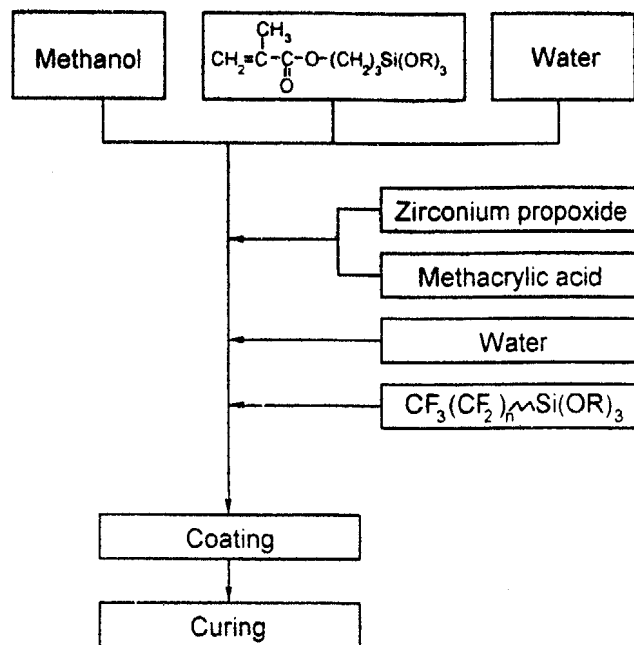 Methanol
CH₂=C(CH₃)-C(=O)-O-(CH₂)₃Si(OR)₃
Water
Zirconium propoxide
Methacrylic acid
Water
CF₃(CF₂)ₙ~Si(OR)₃
Coating
Curing